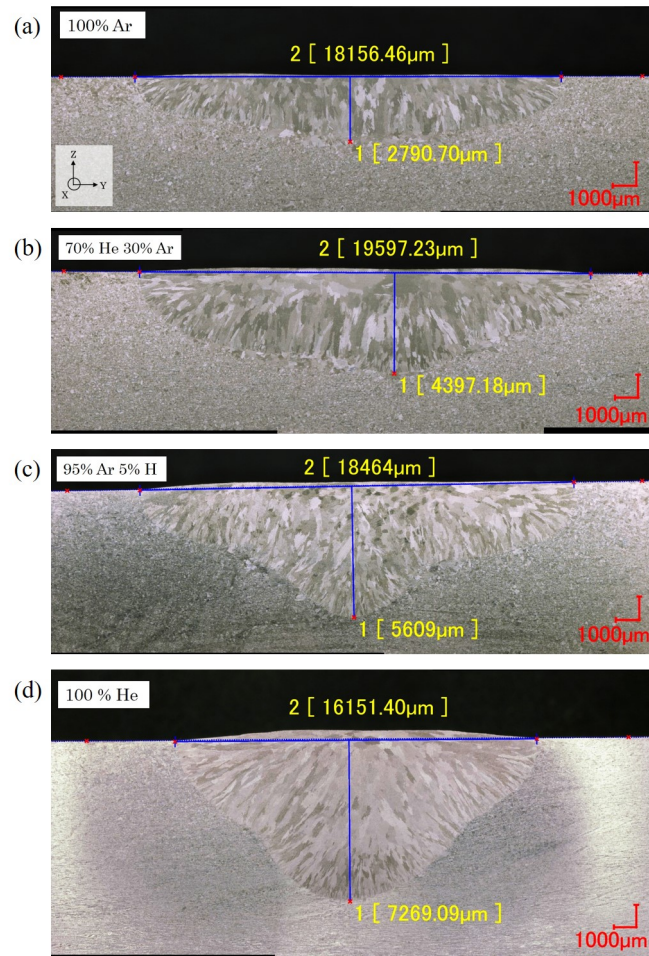 (a)
100% Ar
2 [ 18156.46µm]
1 [ 2790.70µm ]
Z
X
Y
1000µm
(b)
70% He 30% Ar
2 [ 19597.23µm ]
1 [ 4397.18µm ]
1000µm
(c)
95% Ar 5% H
2 [ 18464µm]
1 [ 5609µm ]
1000µm
(d)
100 % He
2 [ 16151.40µm ]
1 [ 7269.09µm ]
1000µm